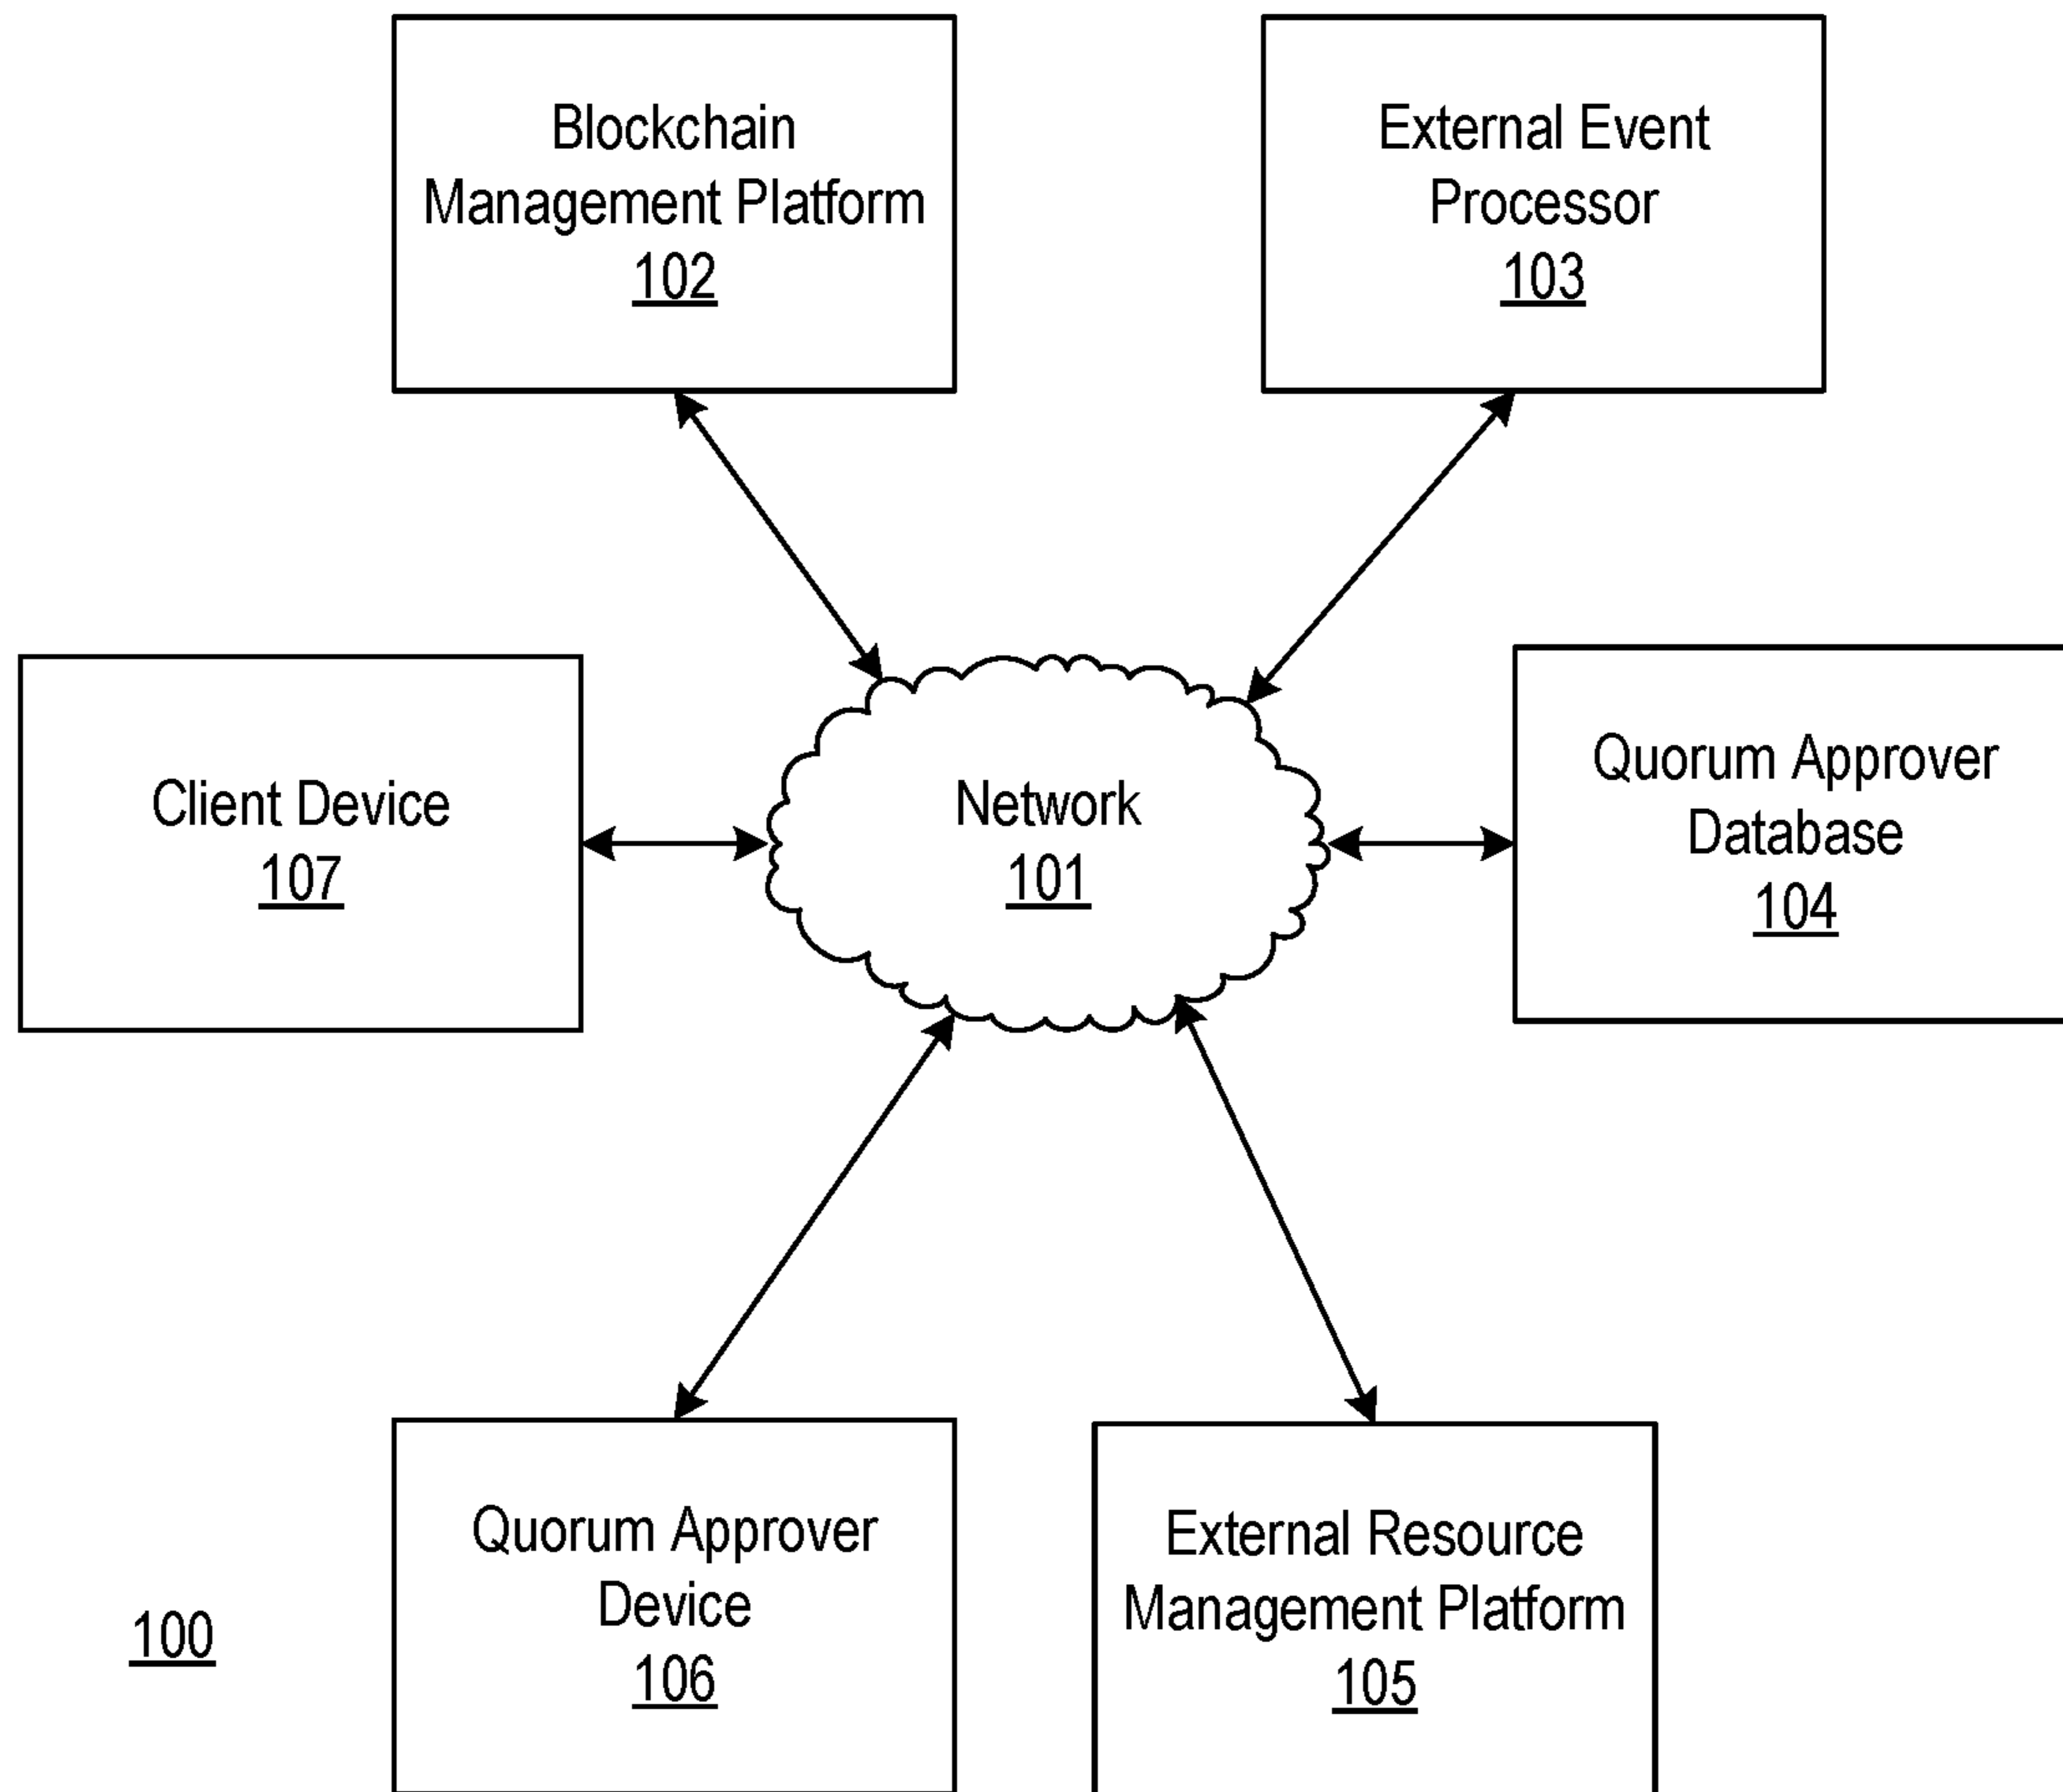 Blockchain
Management Platform
102
External Event
Processor
103
Client Device
107
Network
101
Quorum Approver
Database
104
Quorum Approver
Device
106
External Resource
Management Platform
105
100